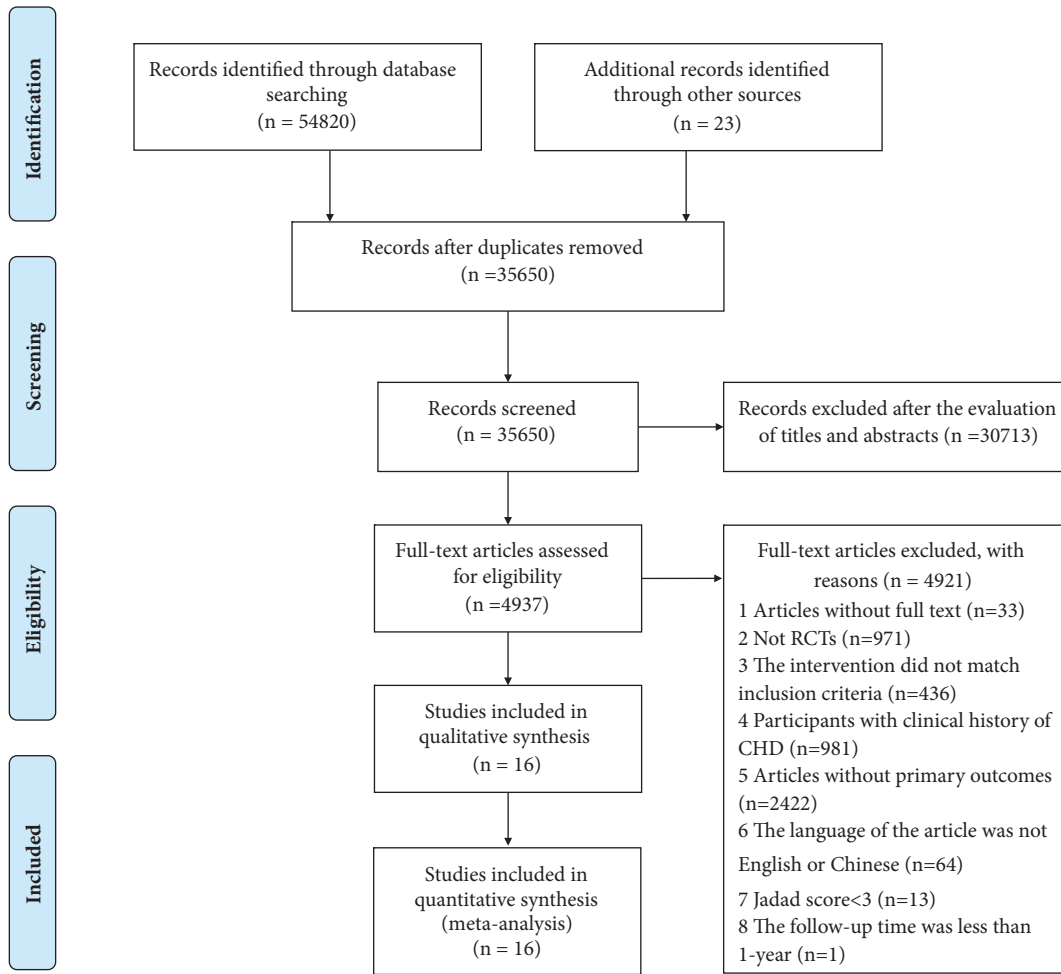 Identification
Records identified through database
searching
(n = 54820)
Additional records identified
through other sources
(n = 23)
Records after duplicates removed
(n =35650)
Screening
Records screened
(n = 35650)
Records excluded after the evaluation
of titles and abstracts (n =30713)
Eligibility
Full-text articles assessed
for eligibility
(n =4937)
Full-text articles excluded, with
reasons (n = 4921)
1 Articles without full text (n=33)
2 Not RCTs (n=971)
3 The intervention did not match
inclusion criteria (n=436)
4 Participants with clinical history of
CHD (n=981)
5 Articles without primary outcomes
(n=2422)
6 The language of the article was not
English or Chinese (n=64)
7 Jadad score<3 (n=13)
8 The follow-up time was less than
1-year (n=1)
Studies included in
qualitative synthesis
(n = 16)
Included
Studies included in
quantitative synthesis
(meta-analysis)
(n = 16)